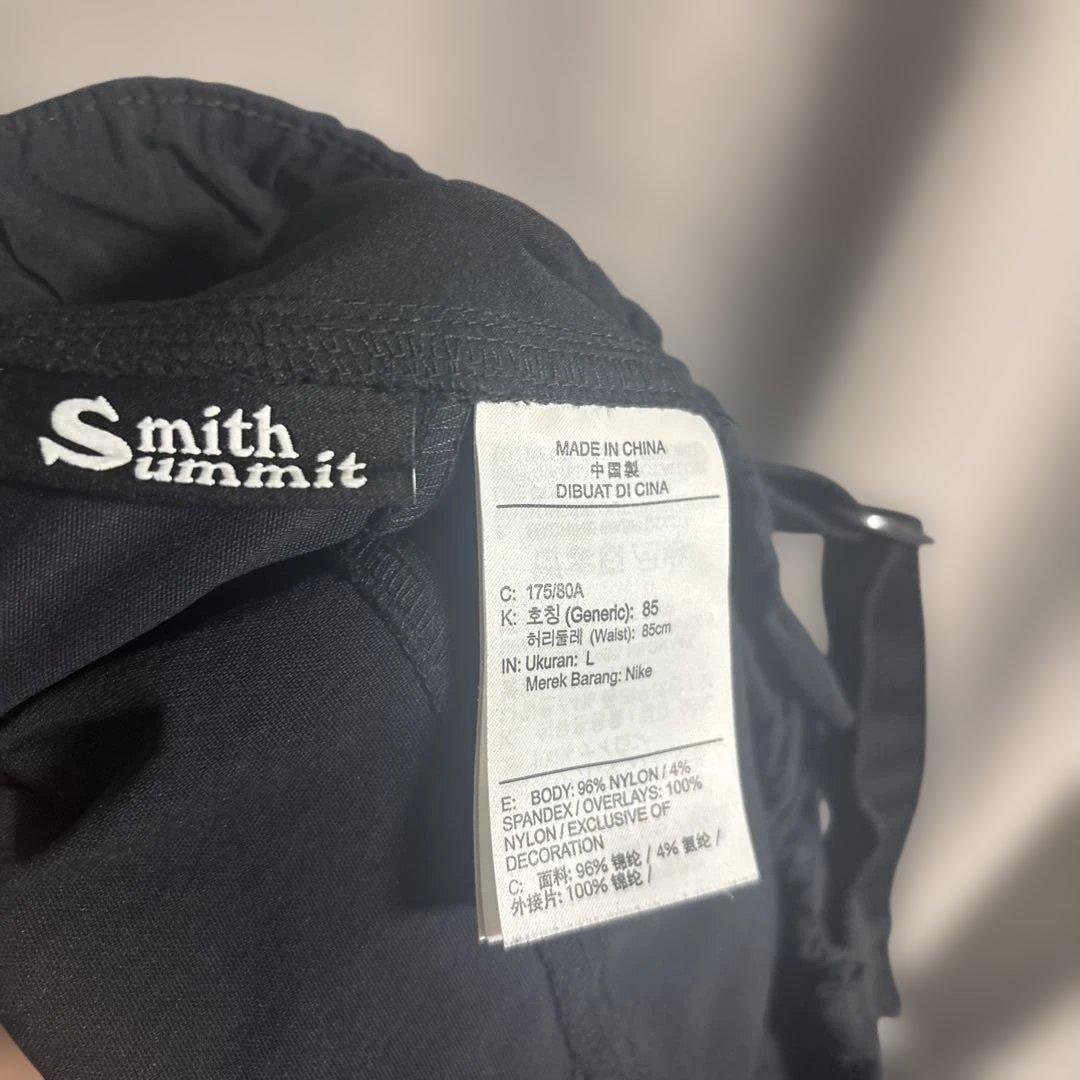 Smith
Summit
MADE IN CHINA
中国製
DIBUAT DI CINA
C: 175/80A
K: 호칭 (Generic): 85
허리둘레 (Waist): 85cm
IN: Ukuran: L
Merek Barang: Nike
E: BODY: 96% NYLON / 4%
SPANDEX / OVERLAYS: 100%
NYLON / EXCLUSIVE OF
DECORATION
C: 面料: 96% 锦纶 / 4% 氨纶 /
外接片: 100% 锦纶 /